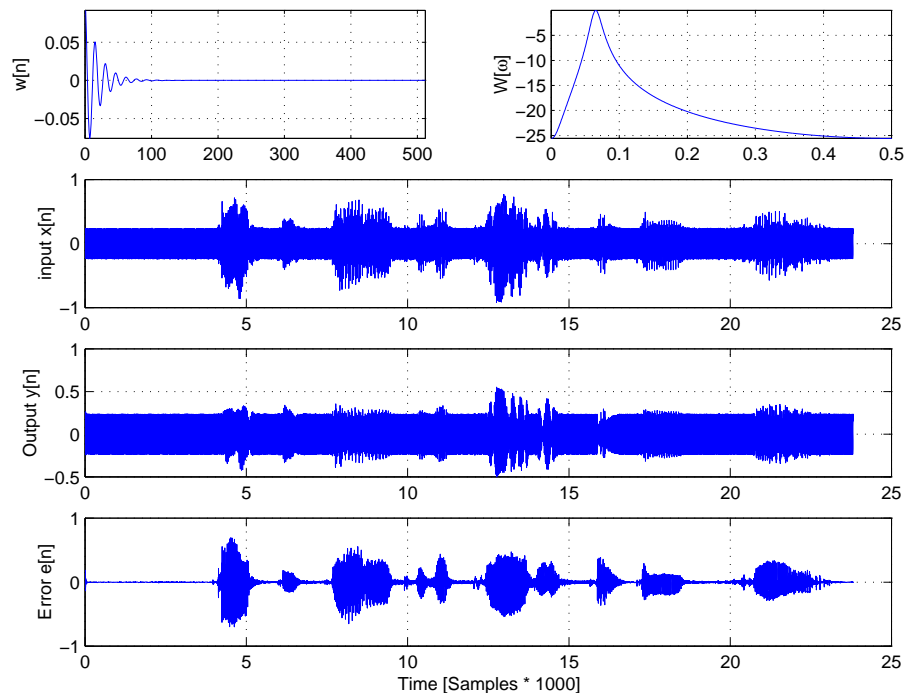 w[n]
0.05
0
−0.05
0 100 200 300 400 500
W[ω]
−5
−10
−15
−20
−25
0 0.1 0.2 0.3 0.4 0.5
input x[n]
1
0
−1
0 5 10 15 20 25
Output y[n]
1
0.5
0
−0.5
0 5 10 15 20 25
Error e[n]
1
0
−1
0 5 10 15 20 25
Time [Samples * 1000]